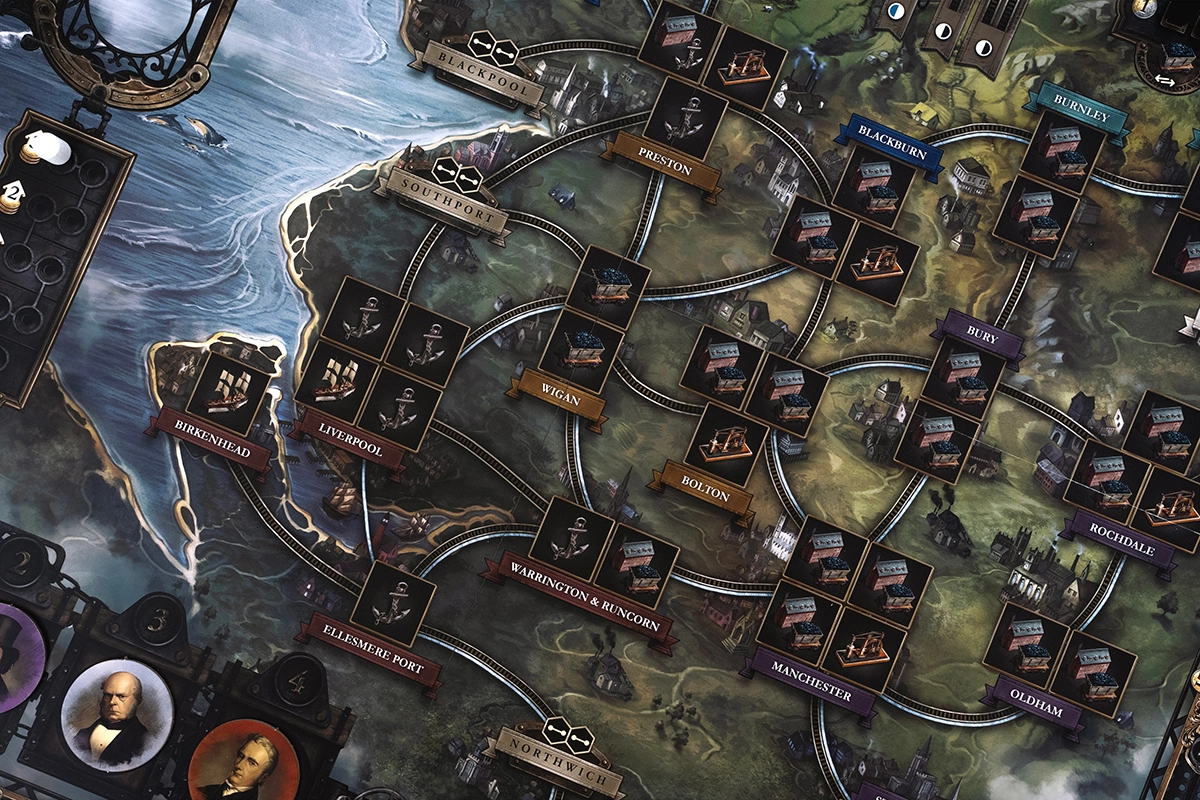 BLACKPOOL
BURNLEY
BLACKBURN
PRESTON
SOUTHPORT
2
BURY
WIGAN
BIRKENHEAD
LIVERPOOL
BOLTON
ROCHDALE
WARRINGTON & RUNCORN
2
3
ELLESMERE PORT
4
MANCHESTER
OLDHAM
NORTHWICH